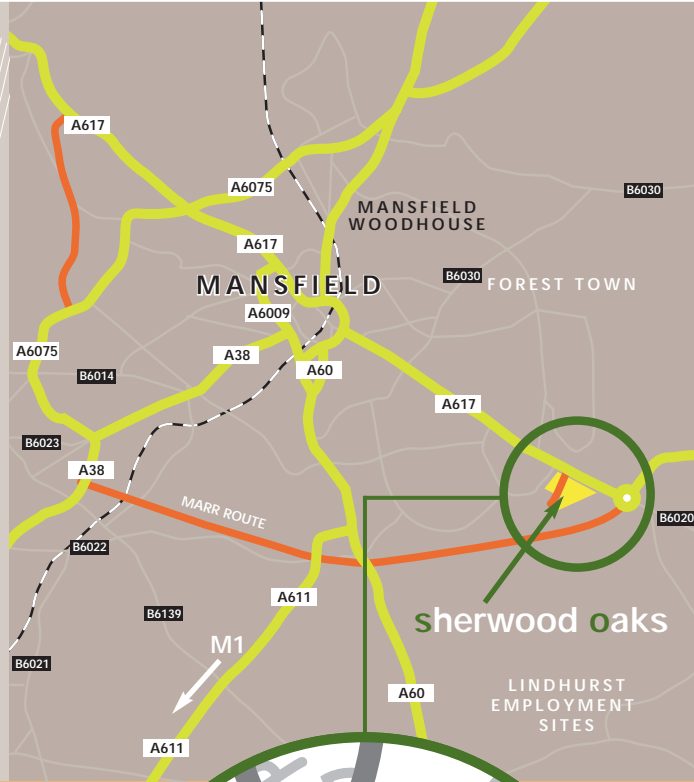 A617
A6075
B6030
MANSFIELD
WOODHOUSE
A617
B6030
FOREST TOWN
MANSFIELD
A6009
A6075
A38
A60
B6014
A617
B6023
A38
MARR ROUTE
B6020
B6022
A611
B6139
sherwood oaks
M1
B6021
A60
LINDHURST
EMPLOYMENT
SITES
A611